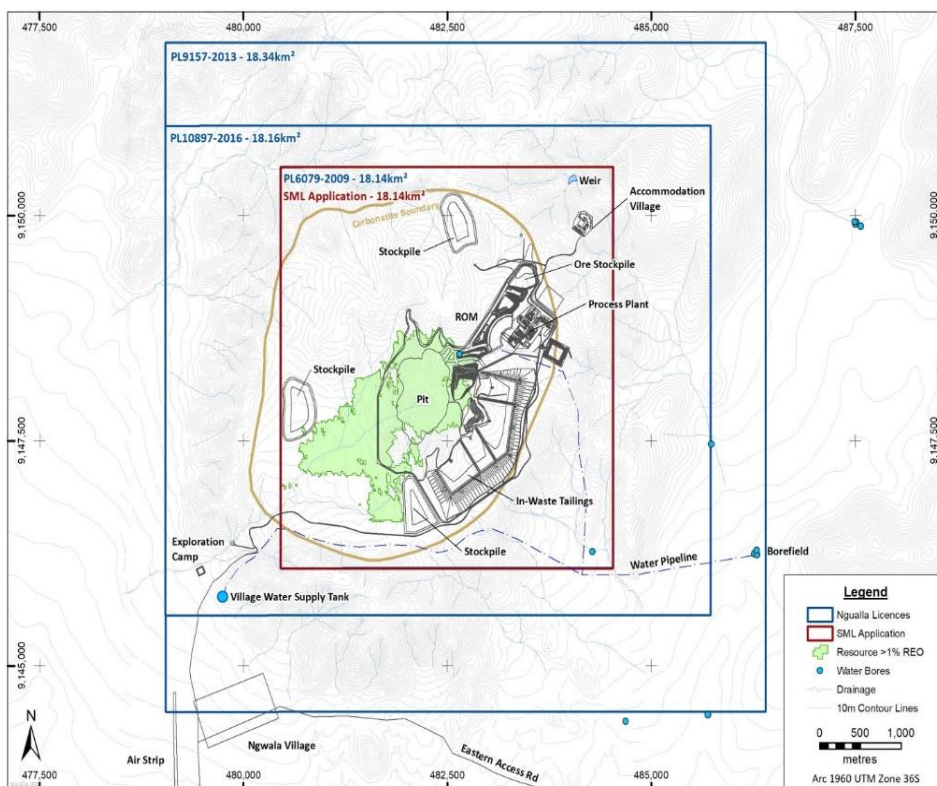 477,500
480,000
482,500
485,000
487,500
PL9157-2013 - 18.34km²
PL10897-2016 - 18.16km²
PL6079-2009 - 18.14km²
SML Application - 18.14km²
Weir
Accommodation
Village
9,150,000
9,150,000
Carbonatite Boundary
Stockpile
Ore Stockpile
Process Plant
ROM
Stockpile
Pit
9,147,500
9,147,500
In-Waste Tailings
Exploration
Camp
Stockpile
Water Pipeline
Borefield
Village Water Supply Tank
9,145,000
Ngwala Village
Air Strip
Eastern Access Rd
N
Legend
Ngualla Licences
SML Application
Resource >1% REO
Water Bores
Drainage
10m Contour Lines
0 500 1,000
metres
Arc 1960 UTM Zone 36S
477,500
480,000
482,500
485,000